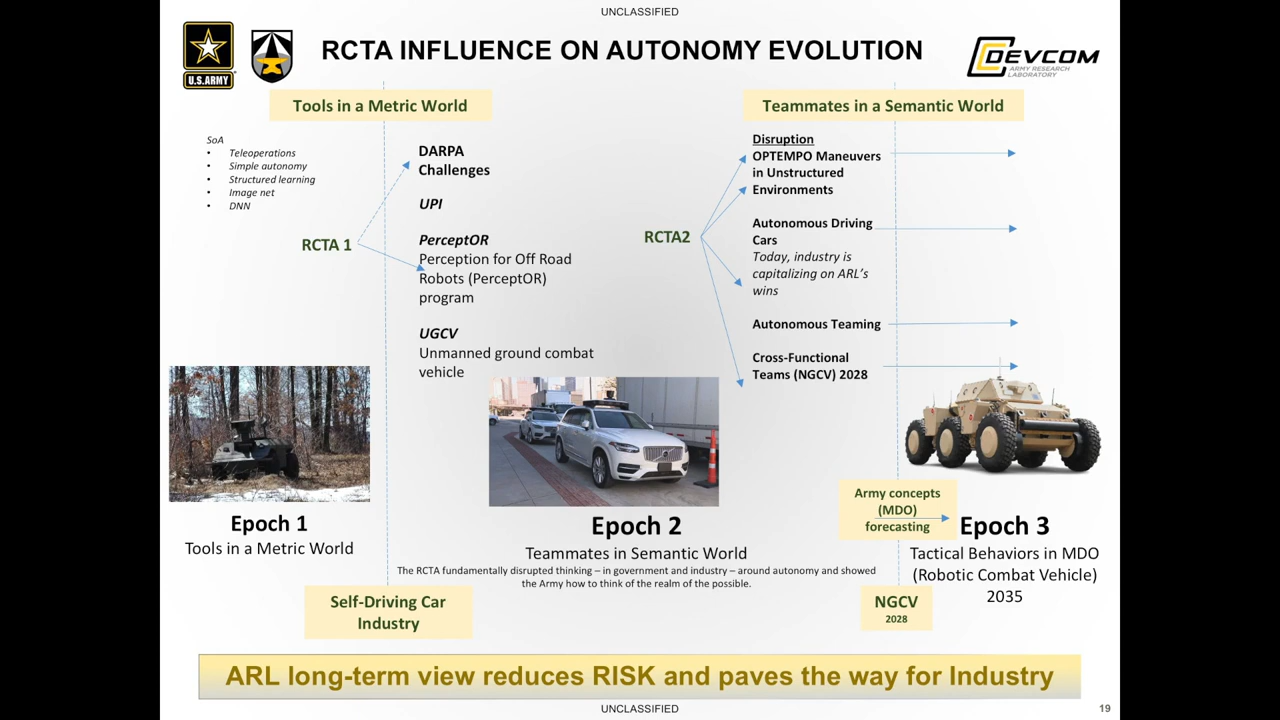 UNCLASSIFIED
U.S.ARMY
RCTA INFLUENCE ON AUTONOMY EVOLUTION
DEVCOM
ARMY RESEARCH
LABORATORY
Tools in a Metric World
Teammates in a Semantic World
SoA
• Teleoperations
• Simple autonomy
• Structured learning
• Image net
• DNN
RCTA 1
DARPA
Challenges
UPI
PerceptOR
Perception for Off Road
Robots (PerceptOR)
program
UGCV
Unmanned ground combat
vehicle
RCTA2
Disruption
OPTEMPO Maneuvers
in Unstructured
Environments
Autonomous Driving
Cars
Today, industry is
capitalizing on ARL’s
wins
Autonomous Teaming
Cross-Functional
Teams (NGCV) 2028
Epoch 1
Tools in a Metric World
Epoch 2
Teammates in Semantic World
The RCTA fundamentally disrupted thinking – in government and industry – around autonomy and showed
the Army how to think of the realm of the possible.
Army concepts
(MDO)
forecasting
Epoch 3
Tactical Behaviors in MDO
(Robotic Combat Vehicle)
2035
Self-Driving Car
Industry
NGCV
2028
ARL long-term view reduces RISK and paves the way for Industry
UNCLASSIFIED
19